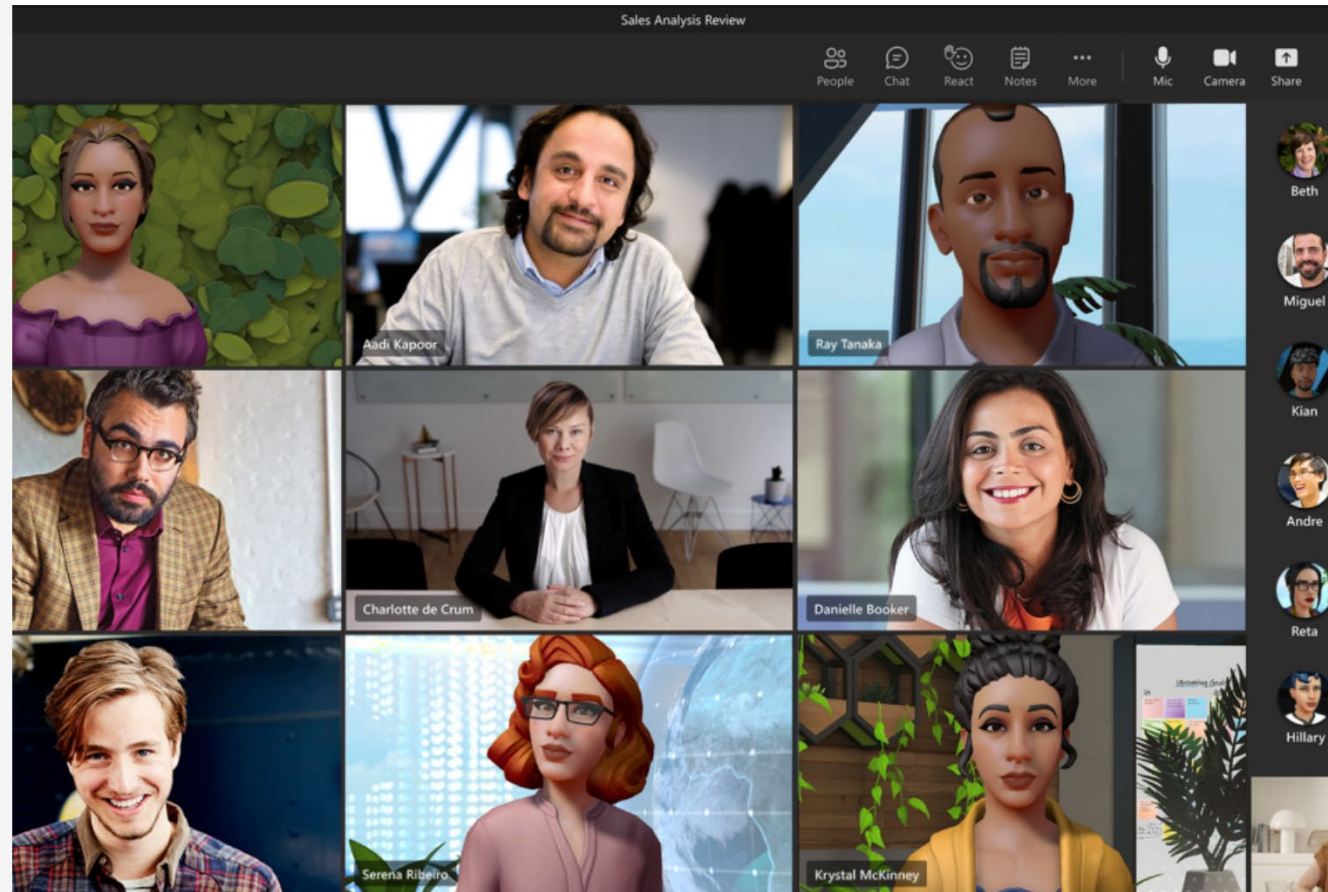 Sales Analysis Review
People Chat React Notes More Mic Camera Share
Beth
Aadi Kapoor
Ray Tanaka
Miguel
Kian
Andre
Charlotte de Crum
Danielle Booker
Reta
Upcoming
Hillary
Serena Ribeiro
Krystal McKinney